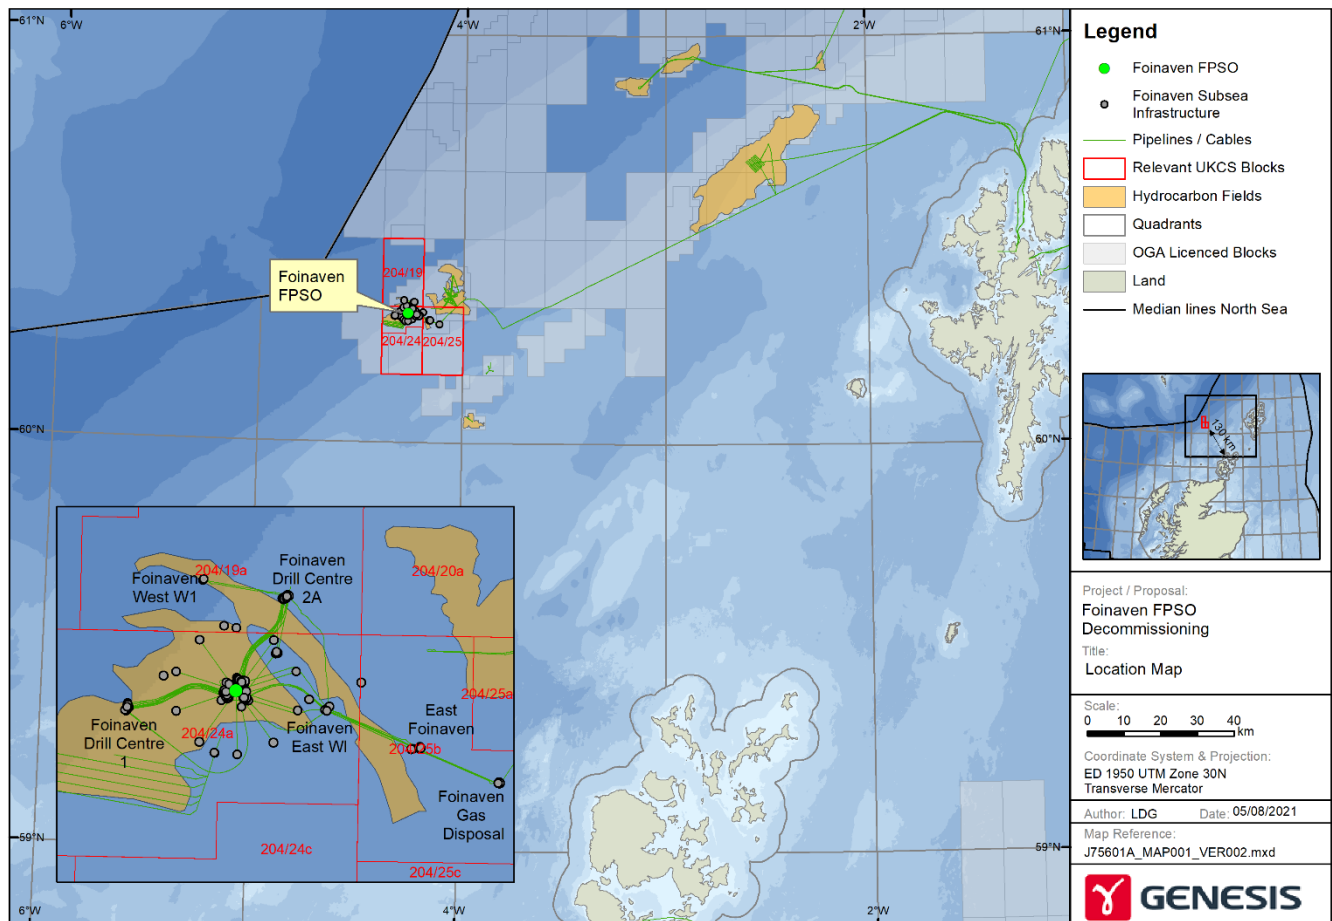 61°N
6°W
4°W
2°W
61°N
204/19
Foinaven
FPSO
204/24
204/25
60°N
60°N
59°N
59°N
6°W
4°W
2°W
204/19a
Foinaven
West W1
Foinaven
Drill Centre
2A
204/20a
204/25a
Foinaven
Drill Centre
1
204/24a
Foinaven
East WI
East
Foinaven
Foinaven
Gas
Disposal
204/24c
204/25c
Legend
Foinaven FPSO
Foinaven Subsea
Infrastructure
Pipelines / Cables
Relevant UKCS Blocks
Hydrocarbon Fields
Quadrants
OGA Licenced Blocks
Land
Median lines North Sea
130 km
Project / Proposal:
Foinaven FPSO
Decommissioning
Title:
Location Map
Scale:
0 10 20 30 40
km
Coordinate System & Projection:
ED 1950 UTM Zone 30N
Transverse Mercator
Author: LDG Date: 05/08/2021
Map Reference:
J75601A_MAP001_VER002.mxd
GENESIS